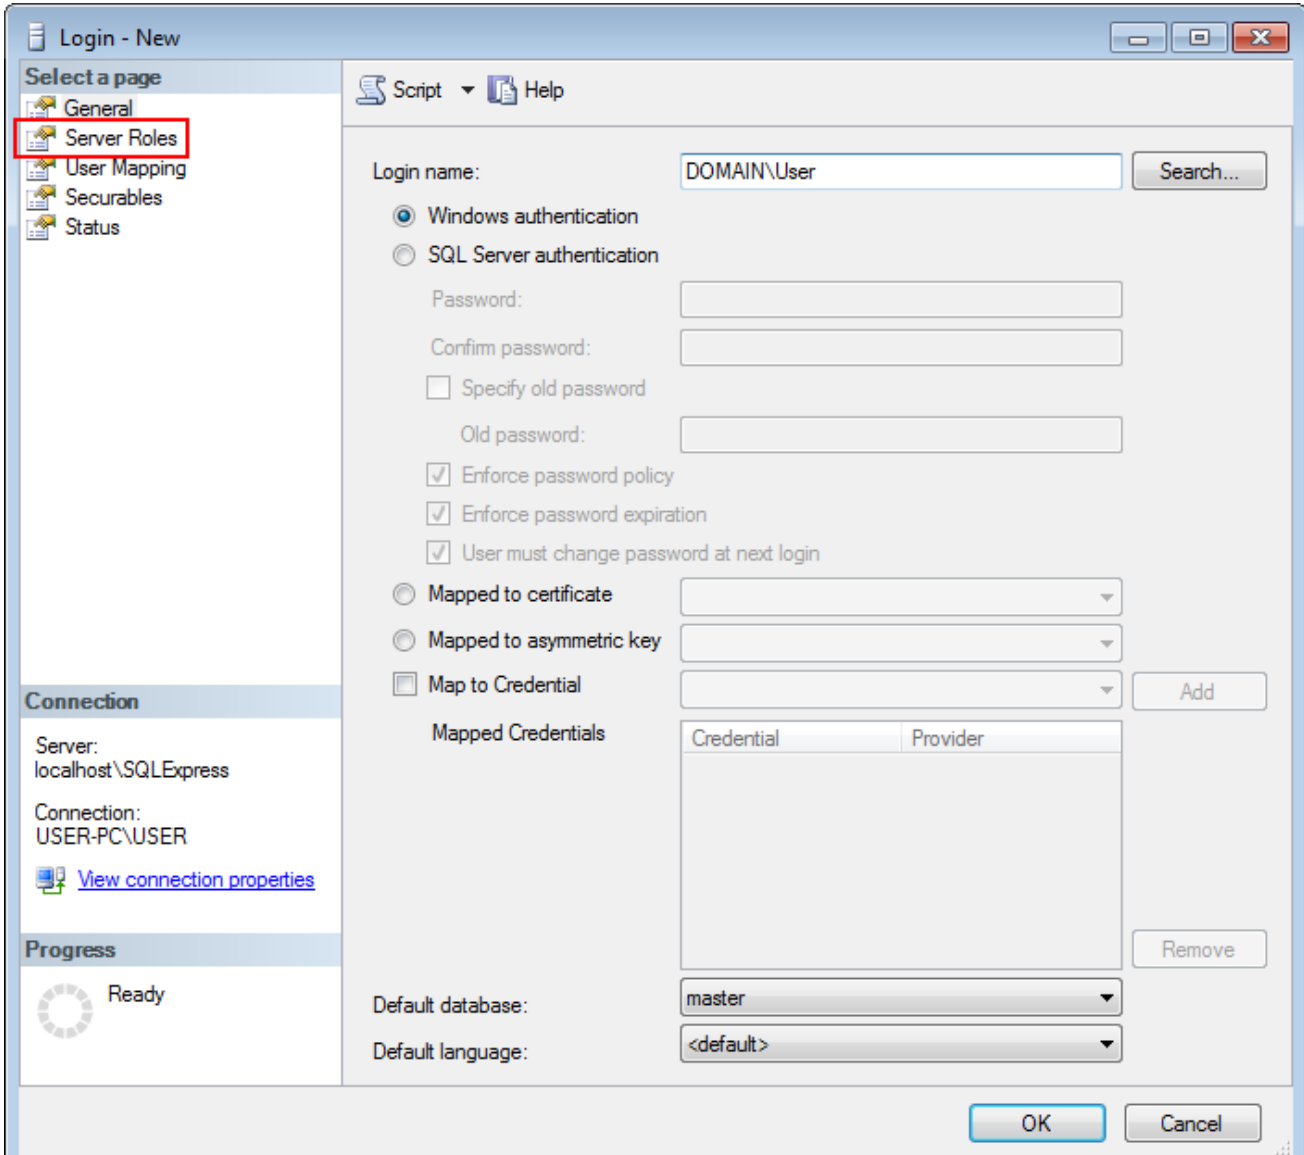 Login - New
Select a page
General
Server Roles
User Mapping
Securables
Status
Script
Help
Login name:
DOMAIN\User
Search...
Windows authentication
SQL Server authentication
Password:
Confirm password:
Specify old password
Old password:
Enforce password policy
Enforce password expiration
User must change password at next login
Mapped to certificate
Mapped to asymmetric key
Map to Credential
Add
Mapped Credentials
Credential
Provider
Remove
Default database:
master
Default language:
<default>
Connection
Server:
localhost\SQLExpress
Connection:
USER-PC\USER
View connection properties
Progress
Ready
OK
Cancel